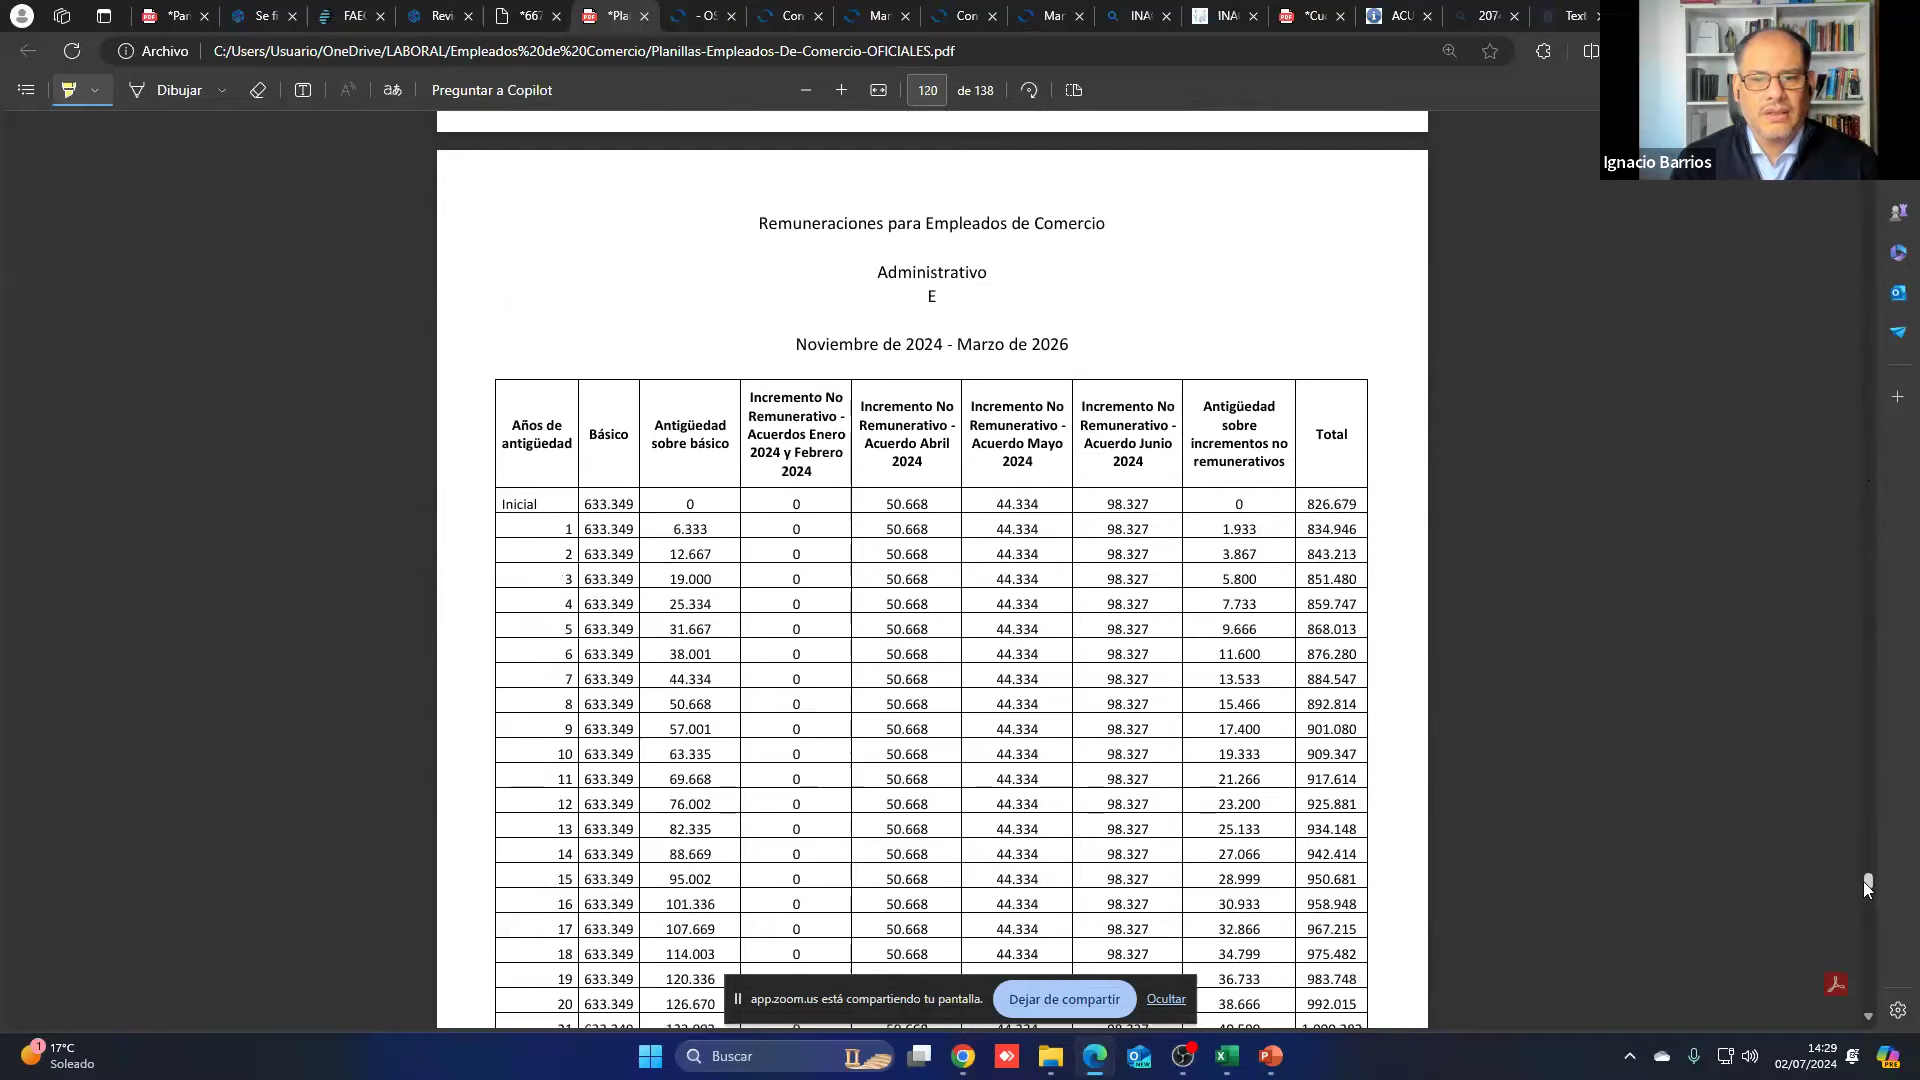 *Par
Se fi
FAEC
Revi
*667
*Pla
- OS
Con
Mar
Con
Mar
INA
INA
*Cu
ACU
207
Text
Archivo
C:/Users/Usuario/OneDrive/LABORAL/Empleados%20de%20Comercio/Planillas-Empleados-De-Comercio-OFICIALES.pdf
Dibujar
Preguntar a Copilot
120 de 138
Ignacio Barrios
Remuneraciones para Empleados de Comercio
Administrativo
E
Noviembre de 2024 - Marzo de 2026
Años de antigüedad | Básico | Antigüedad sobre básico | Incremento No Remunerativo - Acuerdos Enero 2024 y Febrero 2024 | Incremento No Remunerativo - Acuerdo Abril 2024 | Incremento No Remunerativo - Acuerdo Mayo 2024 | Incremento No Remunerativo - Acuerdo Junio 2024 | Antigüedad sobre incrementos no remunerativos | Total
Inicial 633.349 0 0 50.668 44.334 98.327 0 826.679
1 633.349 6.333 0 50.668 44.334 98.327 1.933 834.946
2 633.349 12.667 0 50.668 44.334 98.327 3.867 843.213
3 633.349 19.000 0 50.668 44.334 98.327 5.800 851.480
4 633.349 25.334 0 50.668 44.334 98.327 7.733 859.747
5 633.349 31.667 0 50.668 44.334 98.327 9.666 868.013
6 633.349 38.001 0 50.668 44.334 98.327 11.600 876.280
7 633.349 44.334 0 50.668 44.334 98.327 13.533 884.547
8 633.349 50.668 0 50.668 44.334 98.327 15.466 892.814
9 633.349 57.001 0 50.668 44.334 98.327 17.400 901.080
10 633.349 63.335 0 50.668 44.334 98.327 19.333 909.347
11 633.349 69.668 0 50.668 44.334 98.327 21.266 917.614
12 633.349 76.002 0 50.668 44.334 98.327 23.200 925.881
13 633.349 82.335 0 50.668 44.334 98.327 25.133 934.148
14 633.349 88.669 0 50.668 44.334 98.327 27.066 942.414
15 633.349 95.002 0 50.668 44.334 98.327 28.999 950.681
16 633.349 101.336 0 50.668 44.334 98.327 30.933 958.948
17 633.349 107.669 0 50.668 44.334 98.327 32.866 967.215
18 633.349 114.003 0 50.668 44.334 98.327 34.799 975.482
19 633.349 120.336 36.733 983.748
20 633.349 126.670 38.666 992.015
app.zoom.us está compartiendo tu pantalla.
Dejar de compartir
Ocultar
1
17°C
Soleado
Buscar
14:29
02/07/2024